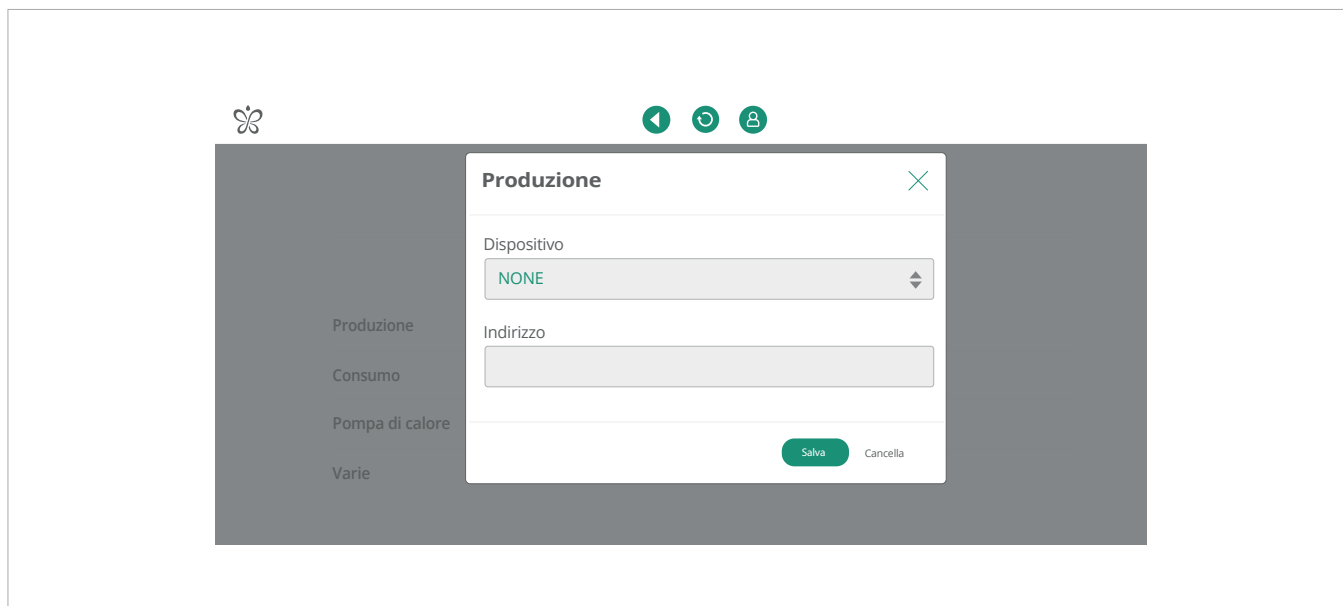 Produzione
Dispositivo
NONE
Indirizzo
Salva Cancella
Produzione
Consumo
Pompa di calore
Varie